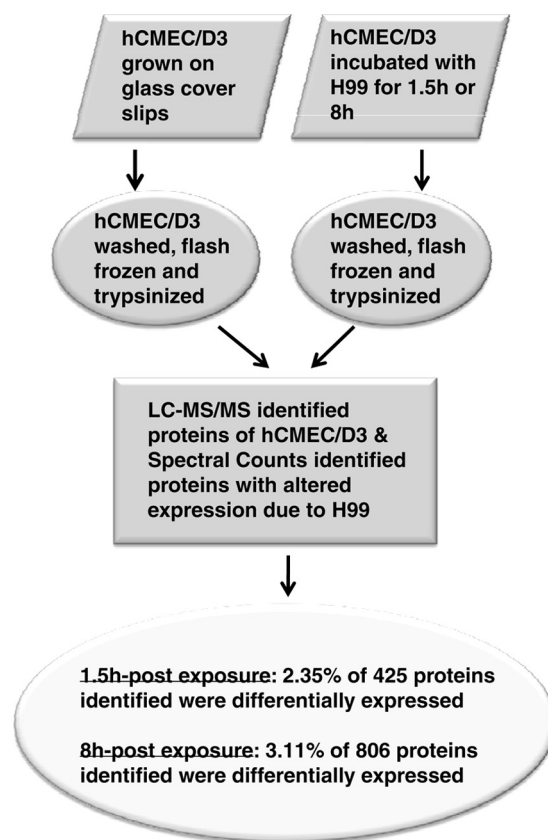 hCMEC/D3
grown on
glass cover
slips
hCMEC/D3
incubated with
H99 for 1.5h or
8h
hCMEC/D3
washed, flash
frozen and
trypsinized
hCMEC/D3
washed, flash
frozen and
trypsinized
LC-MS/MS identified
proteins of hCMEC/D3 &
Spectral Counts identified
proteins with altered
expression due to H99
1.5h-post exposure: 2.35% of 425 proteins
identified were differentially expressed
8h-post exposure: 3.11% of 806 proteins
identified were differentially expressed